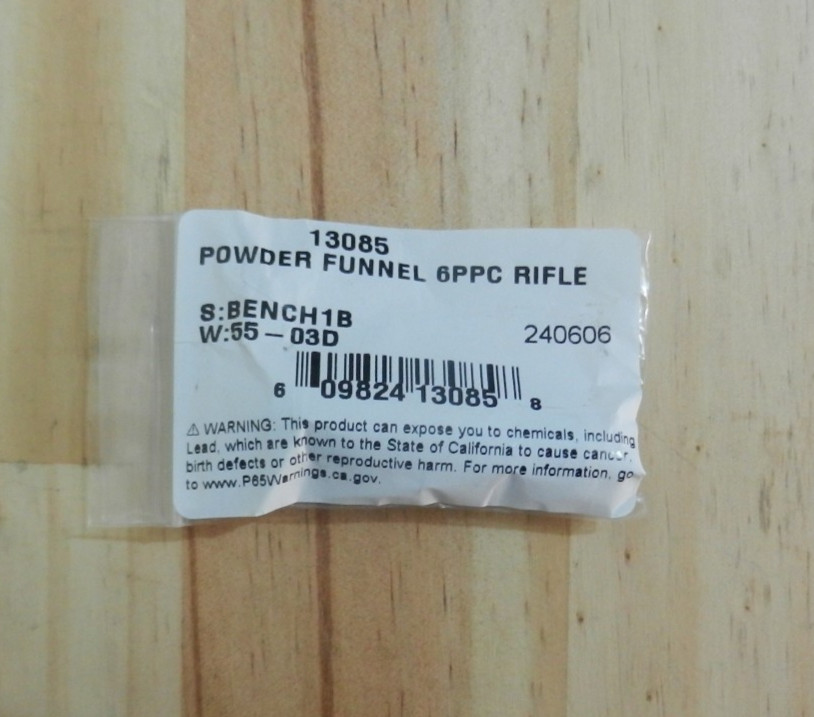 13085
POWDER FUNNEL 6PPC RIFLE
S:BENCH1B
W:55-03D 240606
6 09824 13085 8
⚠ WARNING: This product can expose you to chemicals, including
Lead, which are known to the State of California to cause cancer,
birth defects or other reproductive harm. For more information, go
to www.P65Warnings.ca.gov.